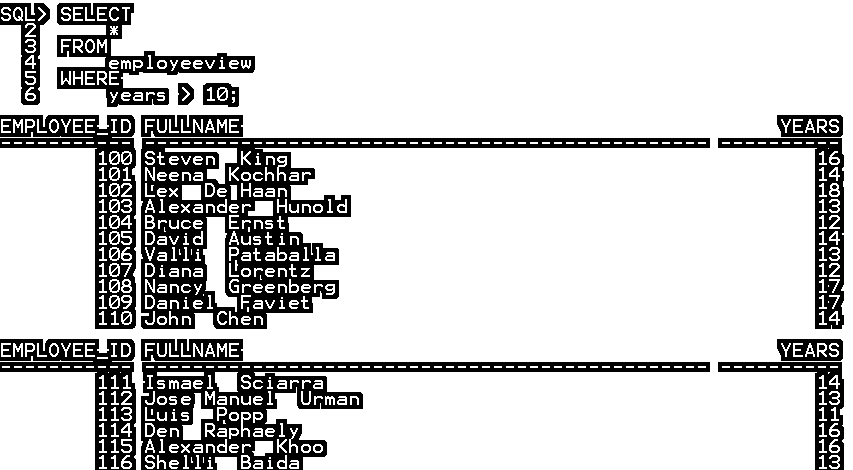 SQL> SELECT
2 *
3 FROM
4 employeeview
5 WHERE
6 years > 10;
EMPLOYEE_ID FULLNAME YEARS
100 Steven King 16
101 Neena Kochhar 14
102 Lex De Haan 18
103 Alexander Hunold 13
104 Bruce Ernst 12
105 David Austin 14
106 Valli Pataballa 13
107 Diana Lorentz 12
108 Nancy Greenberg 17
109 Daniel Faviet 17
110 John Chen 14
EMPLOYEE_ID FULLNAME YEARS
111 Ismael Sciarra 14
112 Jose Manuel Urman 13
113 Luis Popp 11
114 Den Raphaely 16
115 Alexander Khoo 16
116 Shelli Baida 13